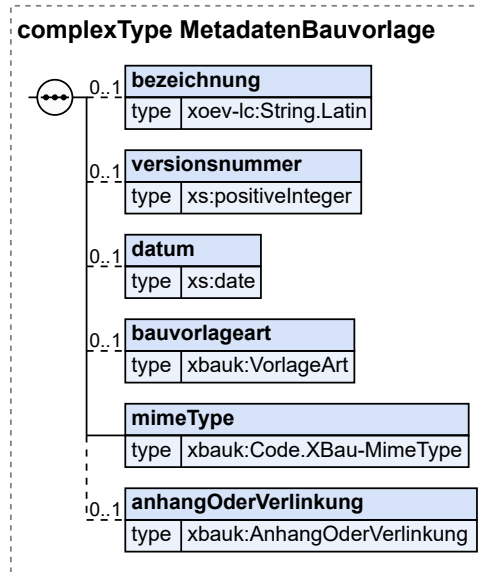 complexType MetadatenBauvorlage
0..1 bezeichnung
type xoev-lc:String.Latin
0..1 versionsnummer
type xs:positiveInteger
0..1 datum
type xs:date
0..1 bauvorlageart
type xbauk:VorlageArt
mimeType
type xbauk:Code.XBau-MimeType
0..1 anhangOderVerlinkung
type xbauk:AnhangOderVerlinkung